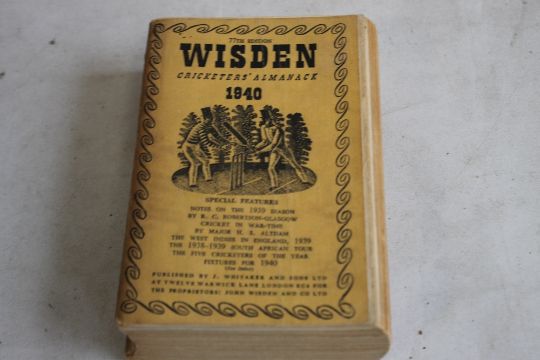 77TH EDITION
WISDEN
CRICKETERS' ALMANACK
1940
SPECIAL FEATURES
NOTES ON THE 1939 SEASON
BY R. C. ROBERTSON-GLASGOW
CRICKET IN WAR-TIME
BY MAJOR H. S. ALTHAM
THE WEST INDIES IN ENGLAND, 1939
THE 1938-1939 SOUTH AFRICAN TOUR
THE FIVE CRICKETERS OF THE YEAR
FIXTURES FOR 1940
(See Index)
PUBLISHED BY J. WHITAKER AND SONS LTD
AT TWELVE WARWICK LANE LONDON EC4 FOR
THE PROPRIETORS: JOHN WISDEN AND CO LTD